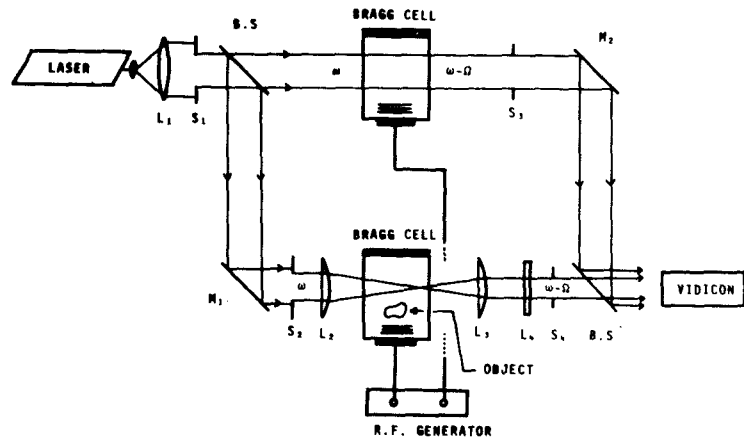 B.S
BRAGG CELL
M₂
LASER
ω
ω-Ω
L₁
S₁
S₃
BRAGG CELL
ω
ω-Ω
VIDICON
M₁
S₂
L₂
L₃
L₄
S₄
B.S
OBJECT
R.F. GENERATOR